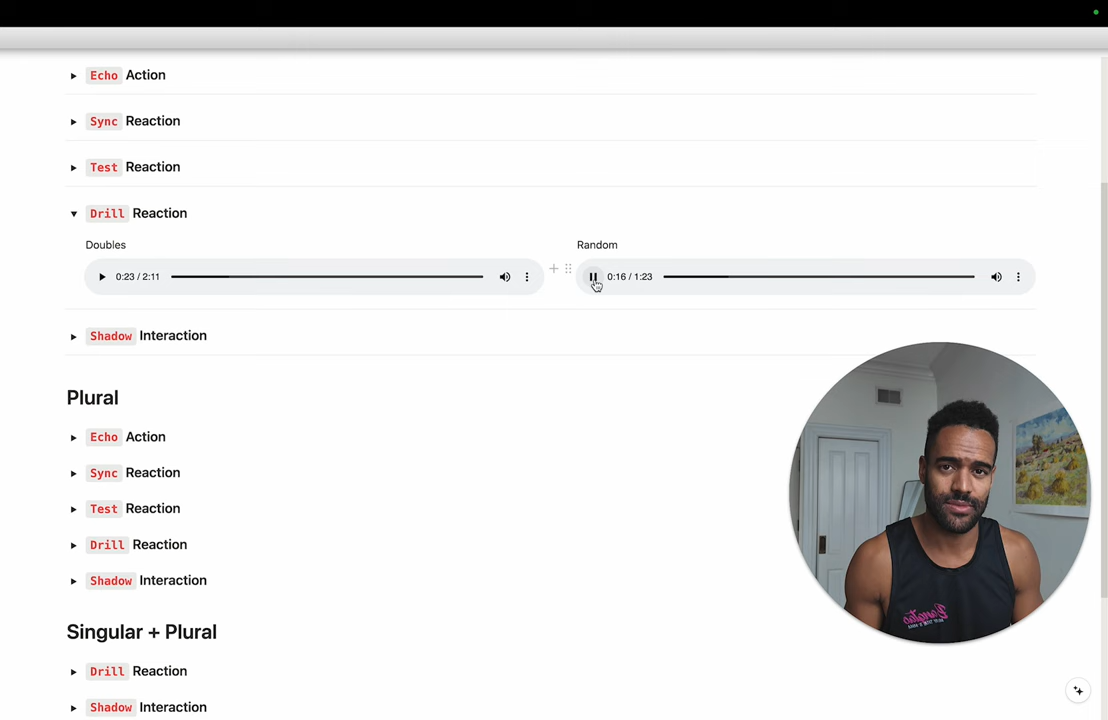 Echo Action
Sync Reaction
Test Reaction
Drill Reaction
Doubles
Random
0:23 / 2:11
0:16 / 1:23
Shadow Interaction
Plural
Echo Action
Sync Reaction
Test Reaction
Drill Reaction
Shadow Interaction
Singular + Plural
Drill Reaction
Shadow Interaction